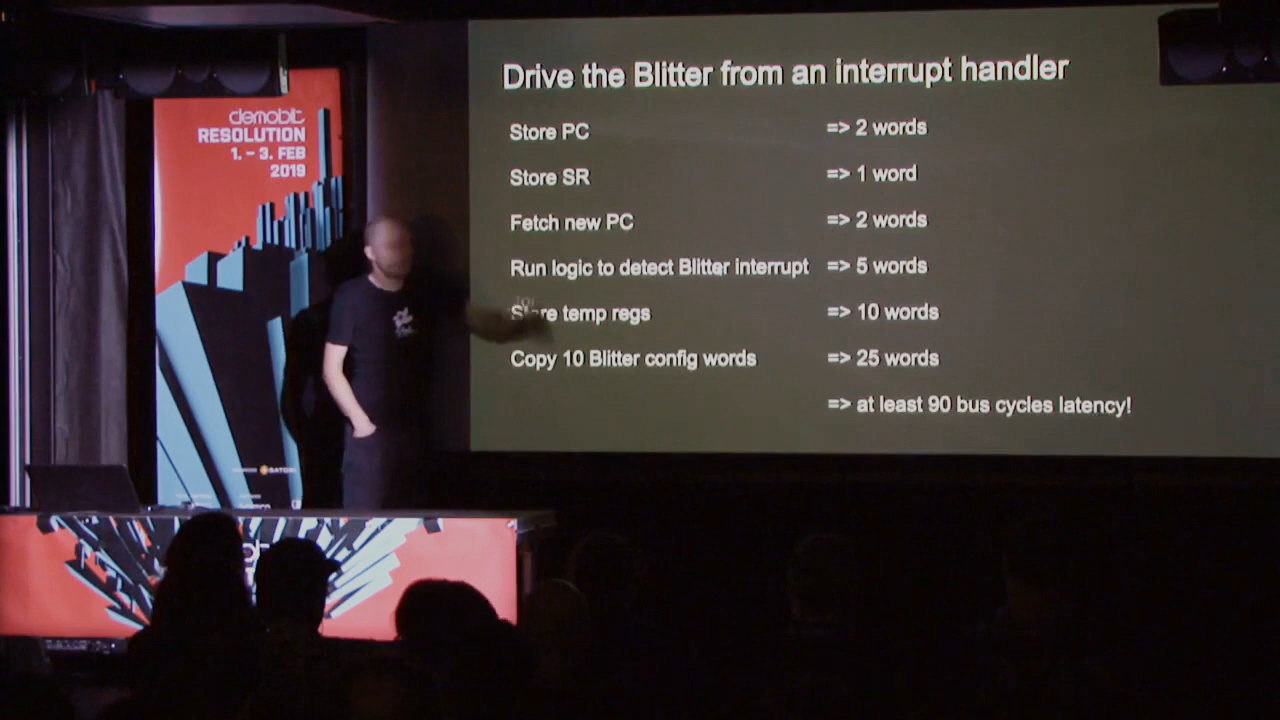 demobit
RESOLUTION
1. – 3. FEB
2019
Drive the Blitter from an interrupt handler
Store PC => 2 words
Store SR => 1 word
Fetch new PC => 2 words
Run logic to detect Blitter interrupt => 5 words
Store temp regs => 10 words
Copy 10 Blitter config words => 25 words
=> at least 90 bus cycles latency!